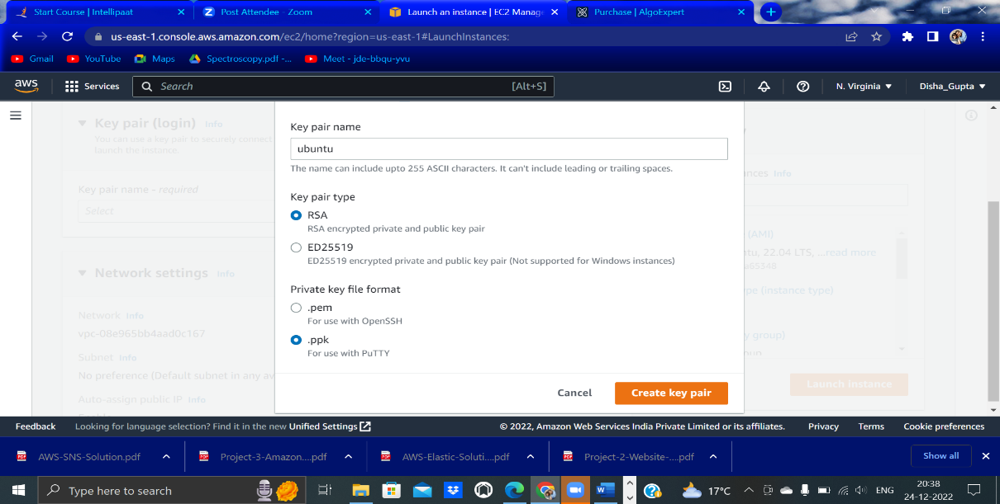 Start Course | Intellipaat
Post Attendee - Zoom
Launch an instance | EC2 Manage
Purchase | AlgoExpert
us-east-1.console.aws.amazon.com/ec2/home?region=us-east-1#LaunchInstances:
Gmail
YouTube
Maps
Spectroscopy.pdf -...
Meet - jde-bbqu-yvu
aws
Services
Search
[Alt+S]
N. Virginia
Disha_Gupta
Key pair (login) Info
You can use a key pair to securely connect
launch the instance.
Key pair name - required
Select
Network settings Info
Network Info
vpc-08e965bb4aad0c167
Subnet Info
No preference (Default subnet in any av
Auto-assign public IP Info
Key pair name
ubuntu
The name can include upto 255 ASCII characters. It can't include leading or trailing spaces.
Key pair type
RSA
RSA encrypted private and public key pair
ED25519
ED25519 encrypted private and public key pair (Not supported for Windows instances)
Private key file format
.pem
For use with OpenSSH
.ppk
For use with PuTTY
Cancel
Create key pair
nces Info
(AMI)
ntu, 22.04 LTS, ...read more
a65348
pe (instance type)
y group)
Launch instance
Feedback
Looking for language selection? Find it in the new Unified Settings
© 2022, Amazon Web Services India Private Limited or its affiliates.
Privacy
Terms
Cookie preferences
AWS-SNS-Solution.pdf
Project-3-Amazon....pdf
AWS-Elastic-Soluti....pdf
Project-2-Website-....pdf
Show all
Type here to search
17°C
ENG
20:38
24-12-2022